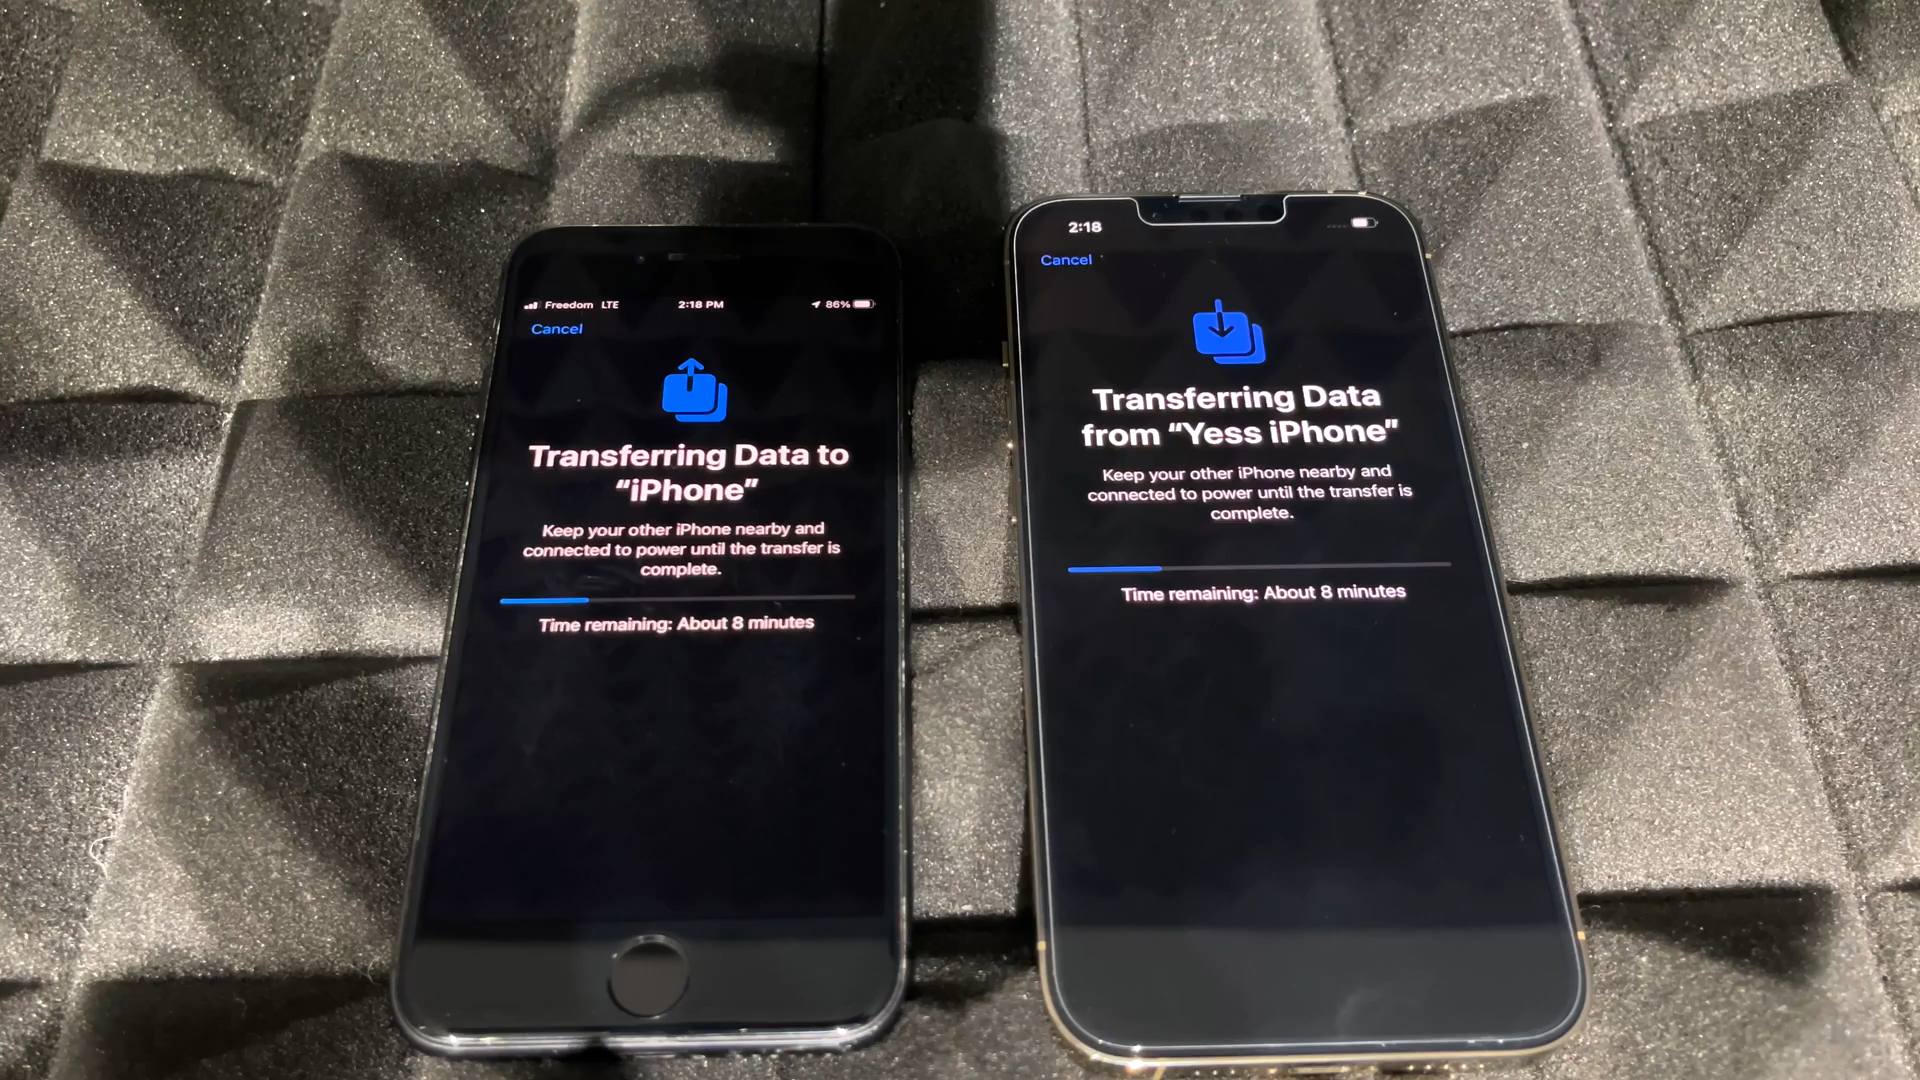 Freedom LTE 2:18 PM 86%
Cancel
Transferring Data to
“iPhone”
Keep your other iPhone nearby and
connected to power until the transfer is
complete.
Time remaining: About 8 minutes
2:18
Cancel
Transferring Data
from “Yess iPhone”
Keep your other iPhone nearby and
connected to power until the transfer is
complete.
Time remaining: About 8 minutes